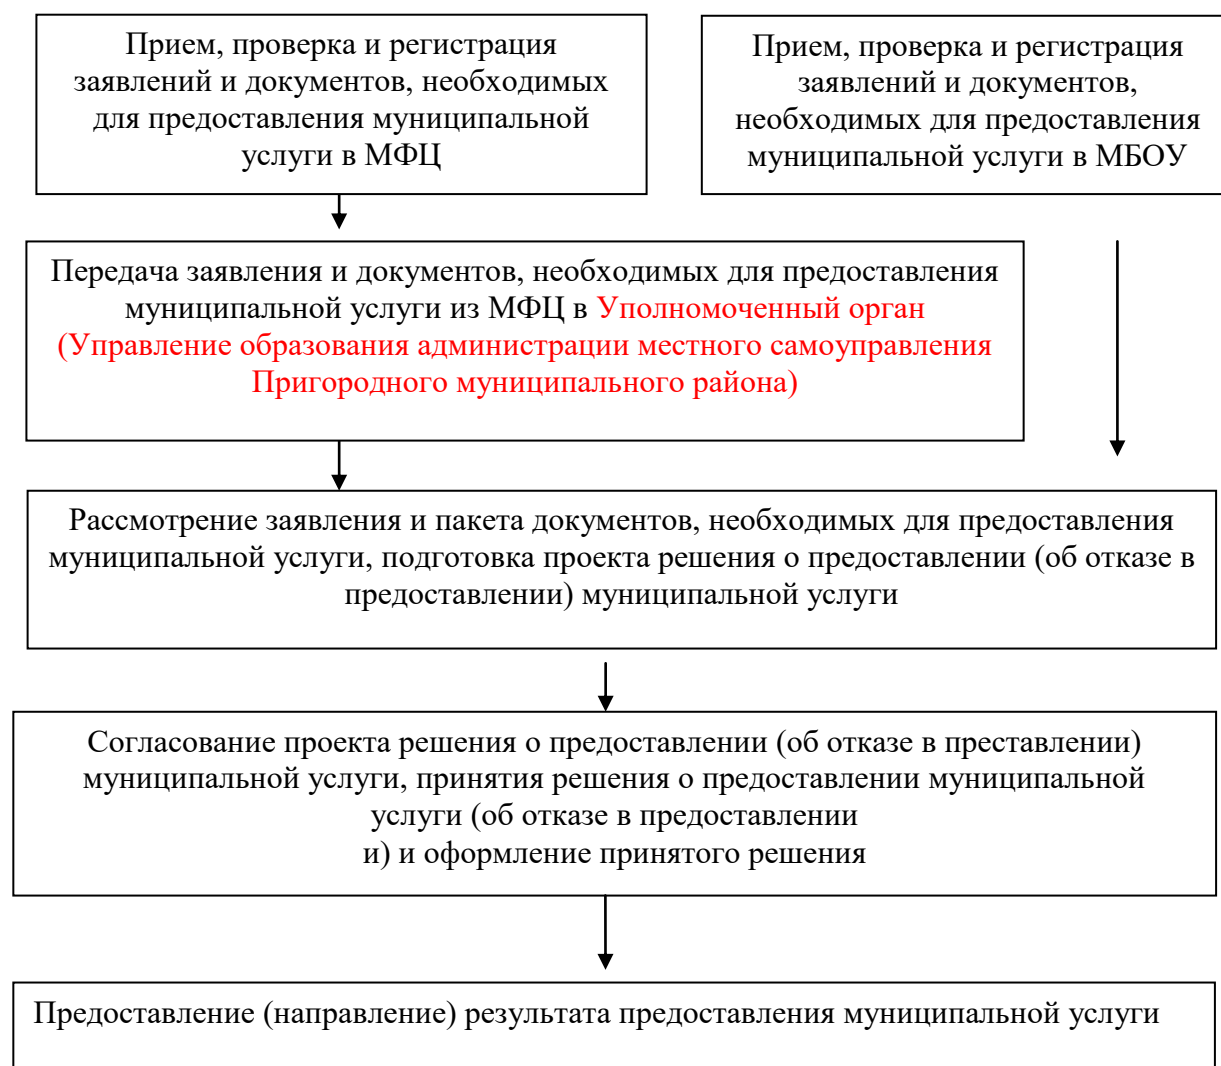 Прием, проверка и регистрация
заявлений и документов, необходимых
для предоставления муниципальной
услуги в МФЦ
Прием, проверка и регистрация
заявлений и документов,
необходимых для предоставления
муниципальной услуги в МБОУ
Передача заявления и документов, необходимых для предоставления
муниципальной услуги из МФЦ в Уполномоченный орган
(Управление образования администрации местного самоуправления
Пригородного муниципального района)
Рассмотрение заявления и пакета документов, необходимых для предоставления
муниципальной услуги, подготовка проекта решения о предоставлении (об отказе в
предоставлении) муниципальной услуги
Согласование проекта решения о предоставлении (об отказе в преставлении)
муниципальной услуги, принятия решения о предоставлении муниципальной
услуги (об отказе в предоставлении
и) и оформление принятого решения
Предоставление (направление) результата предоставления муниципальной услуги